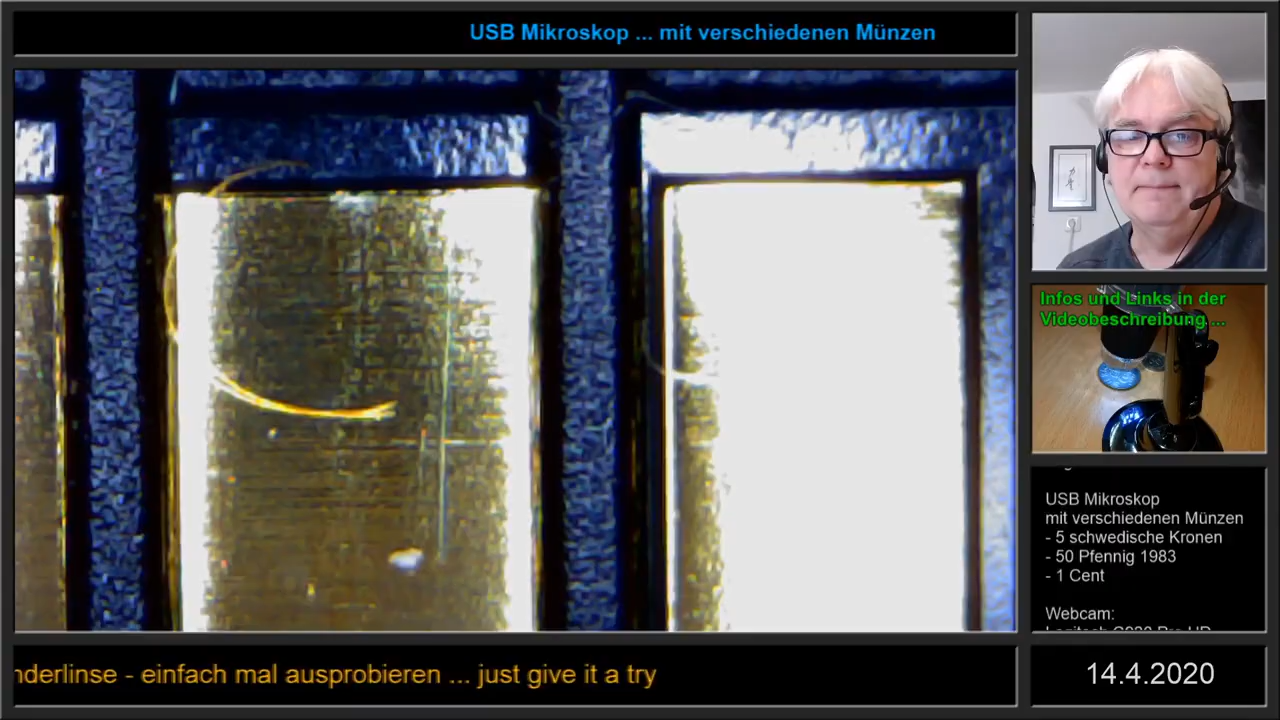 USB Mikroskop ... mit verschiedenen Münzen
Infos und Links in der
Videobeschreibung ...
USB Mikroskop
mit verschiedenen Münzen
- 5 schwedische Kronen
- 50 Pfennig 1983
- 1 Cent
Webcam:
nderlinse - einfach mal ausprobieren ... just give it a try
14.4.2020